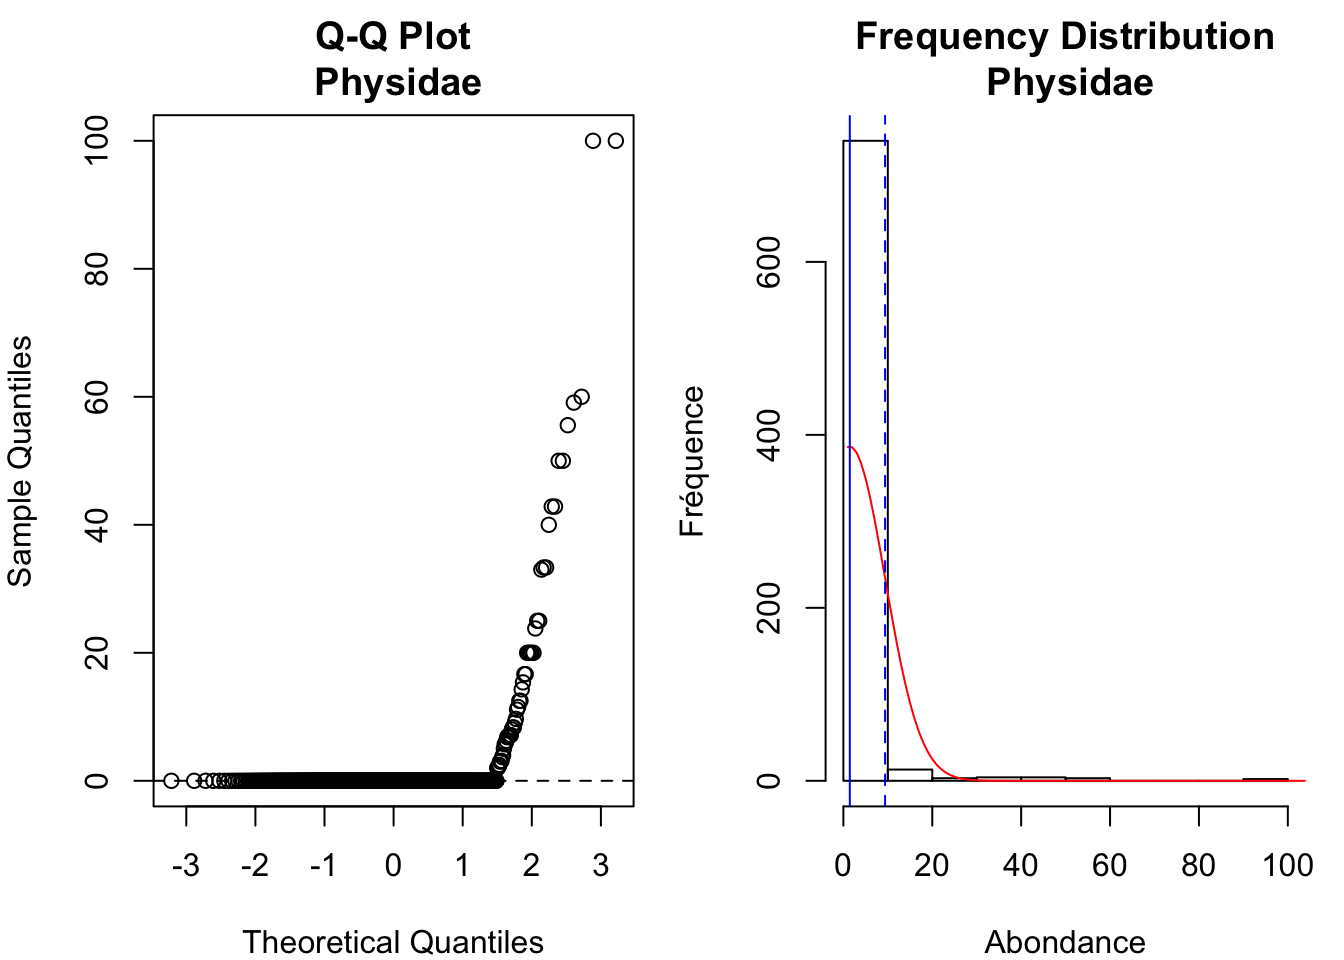 Q-Q Plot
Physidae
Sample Quantiles
100
80
60
40
20
0
-3 -2 -1 0 1 2 3
Theoretical Quantiles
Frequency Distribution
Physidae
Fréquence
600
400
200
0
0 20 40 60 80 100
Abondance